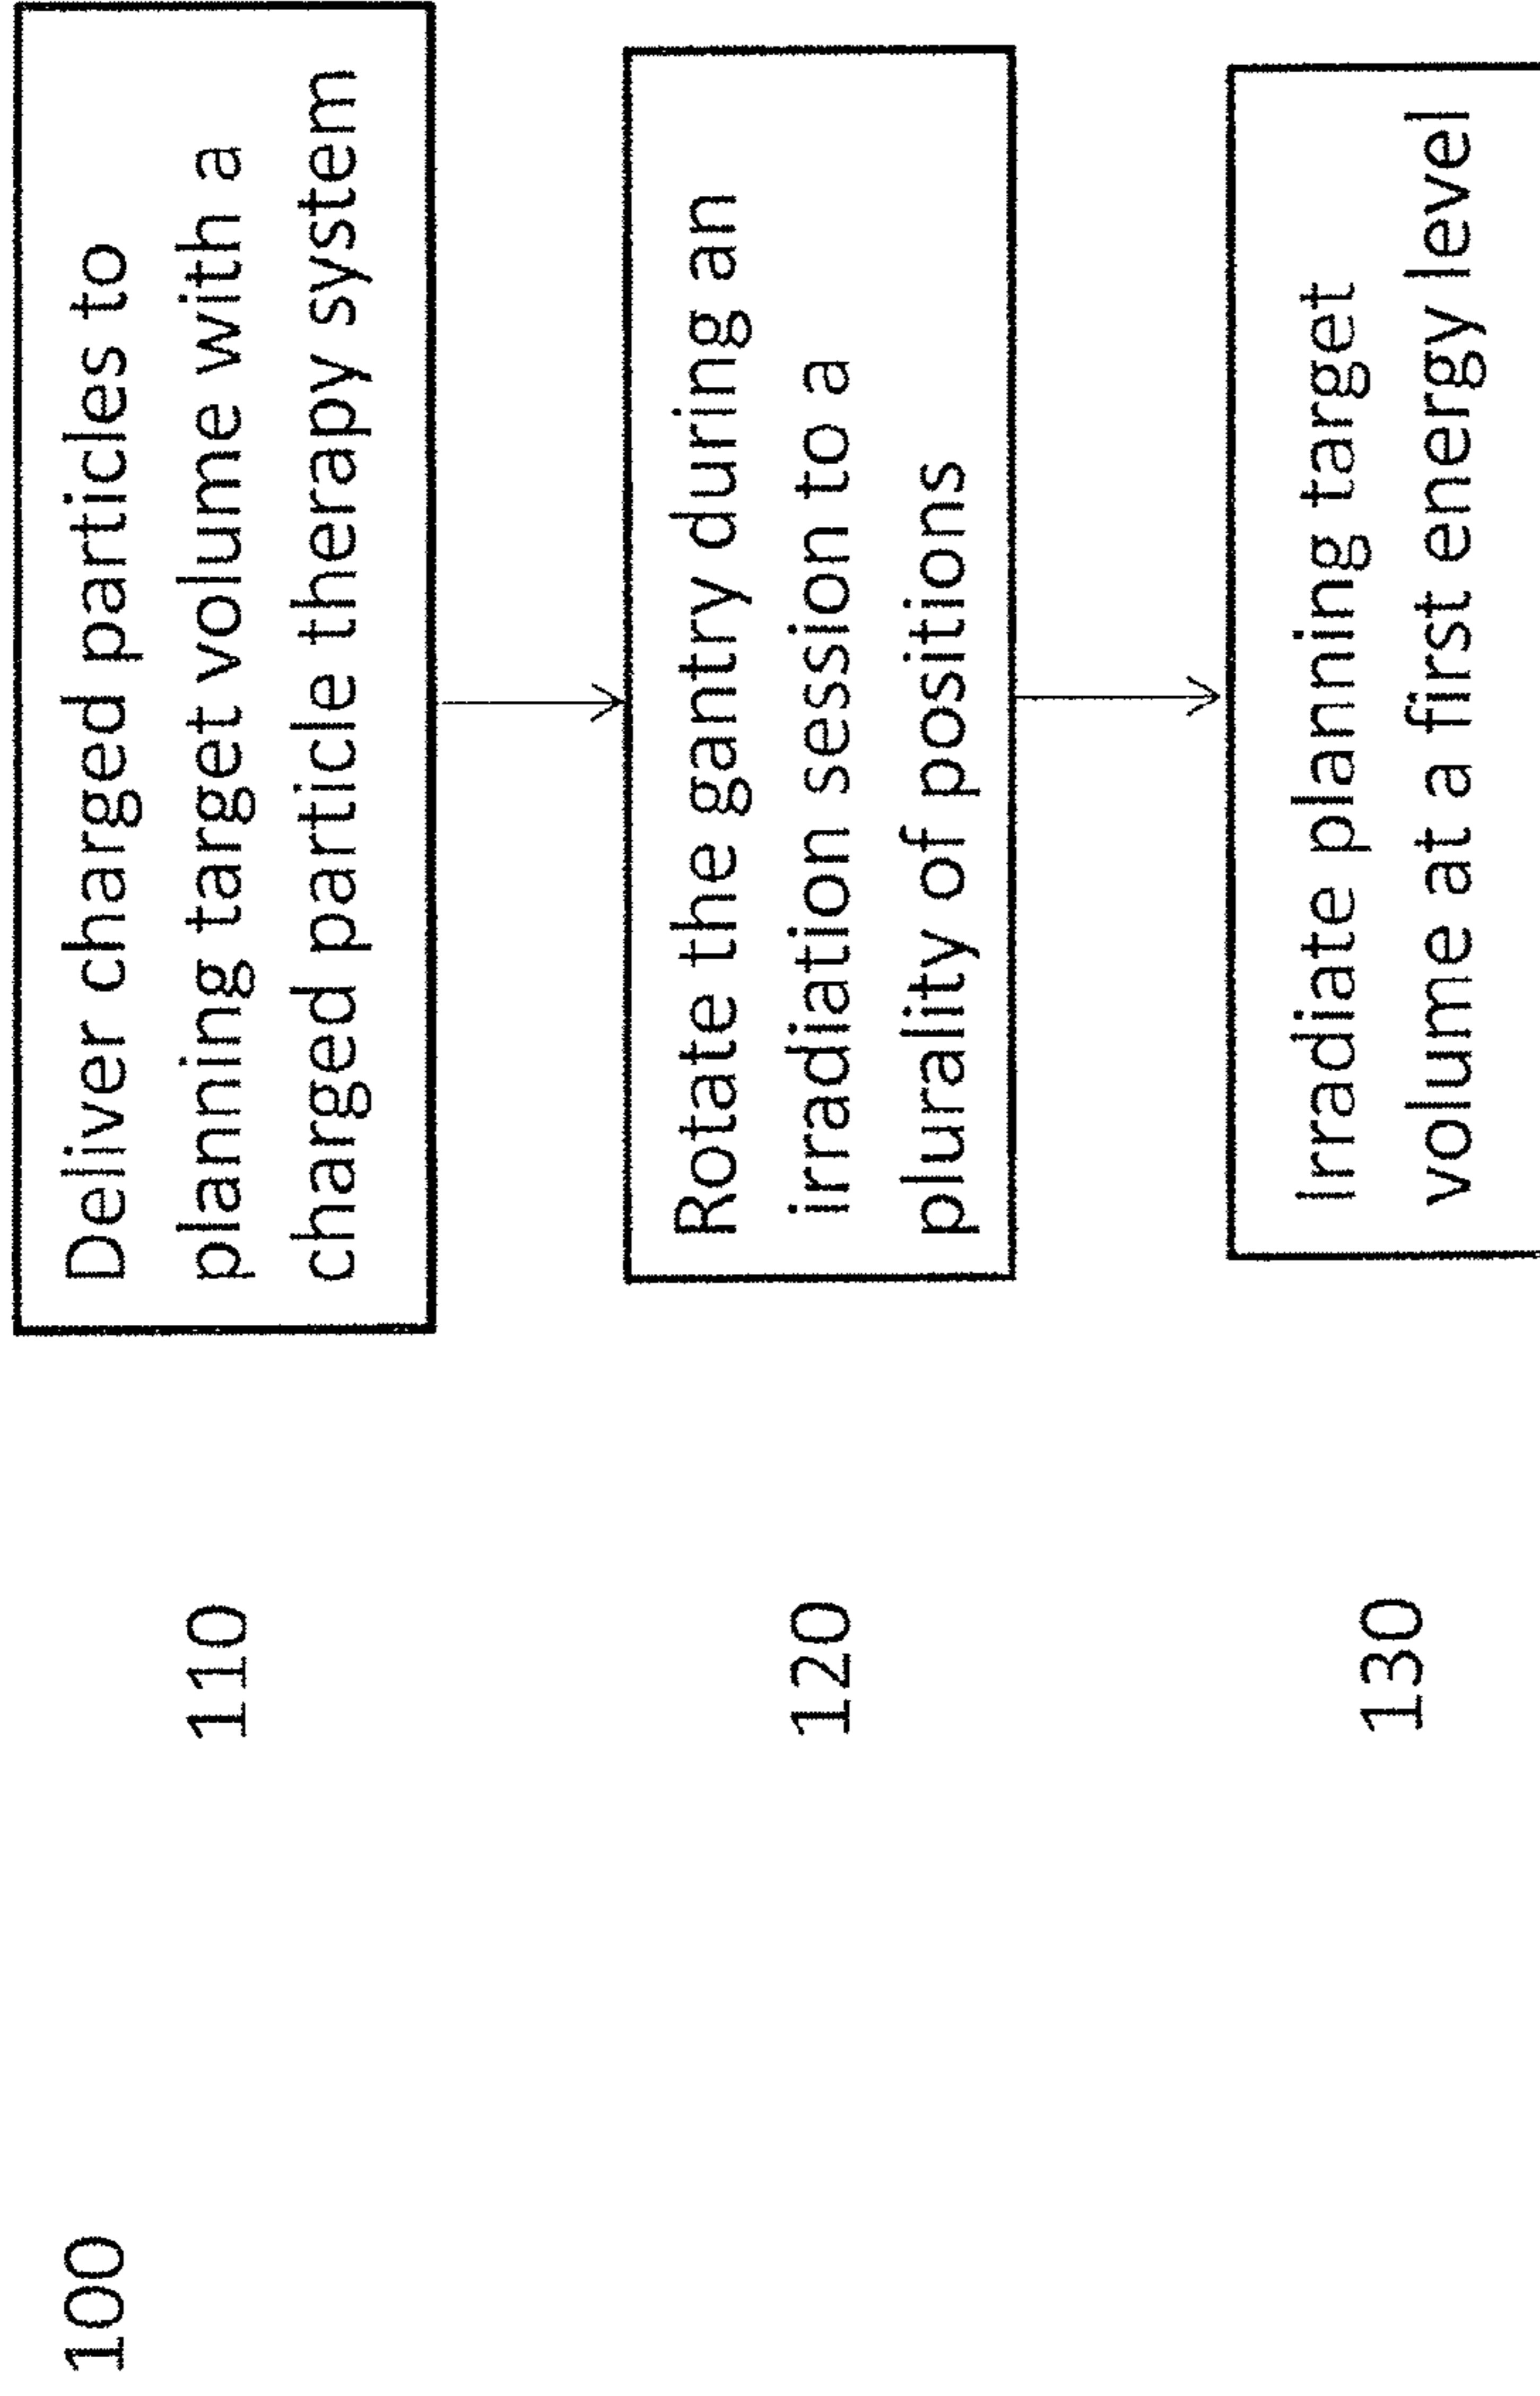 100
110
Deliver charged particles to
planning target volume with a
charged particle therapy system
120
Rotate the gantry during an
irradiation session to a
plurality of positions
130
irradiate planning target
volume at a first energy level